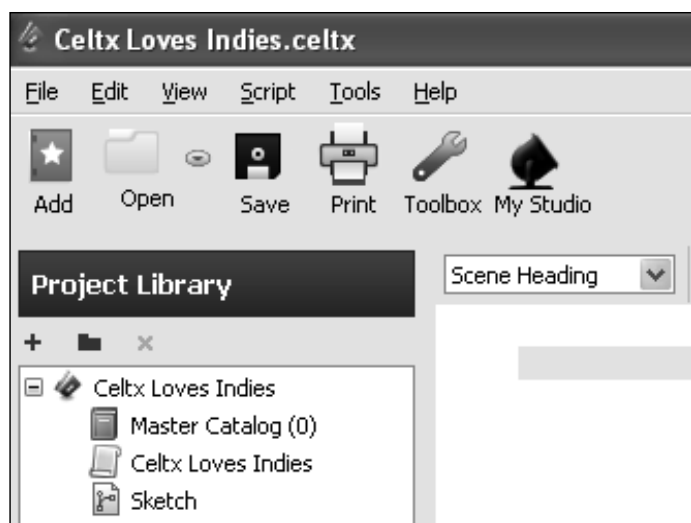 Celtx Loves Indies.celtx
File Edit View Script Tools Help
Add Open Save Print Toolbox My Studio
Project Library
Scene Heading
Celtx Loves Indies
Master Catalog (0)
Celtx Loves Indies
Sketch